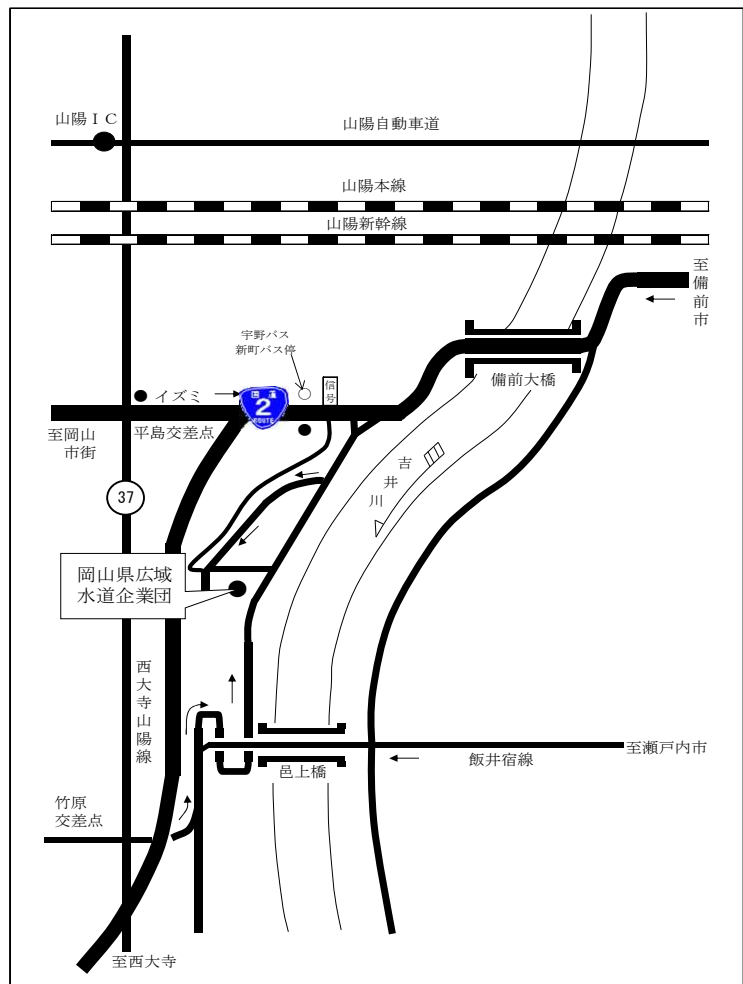 山陽ＩＣ
山陽自動車道
山陽本線
山陽新幹線
至備前市
宇野バス
新町バス停
信号
備前大橋
イズミ
国道
2
ROUTE
至岡山
市街
平島交差点
吉井川
37
岡山県広域
水道企業団
西大寺山陽線
邑上橋
飯井宿線
至瀬戸内市
竹原
交差点
至西大寺